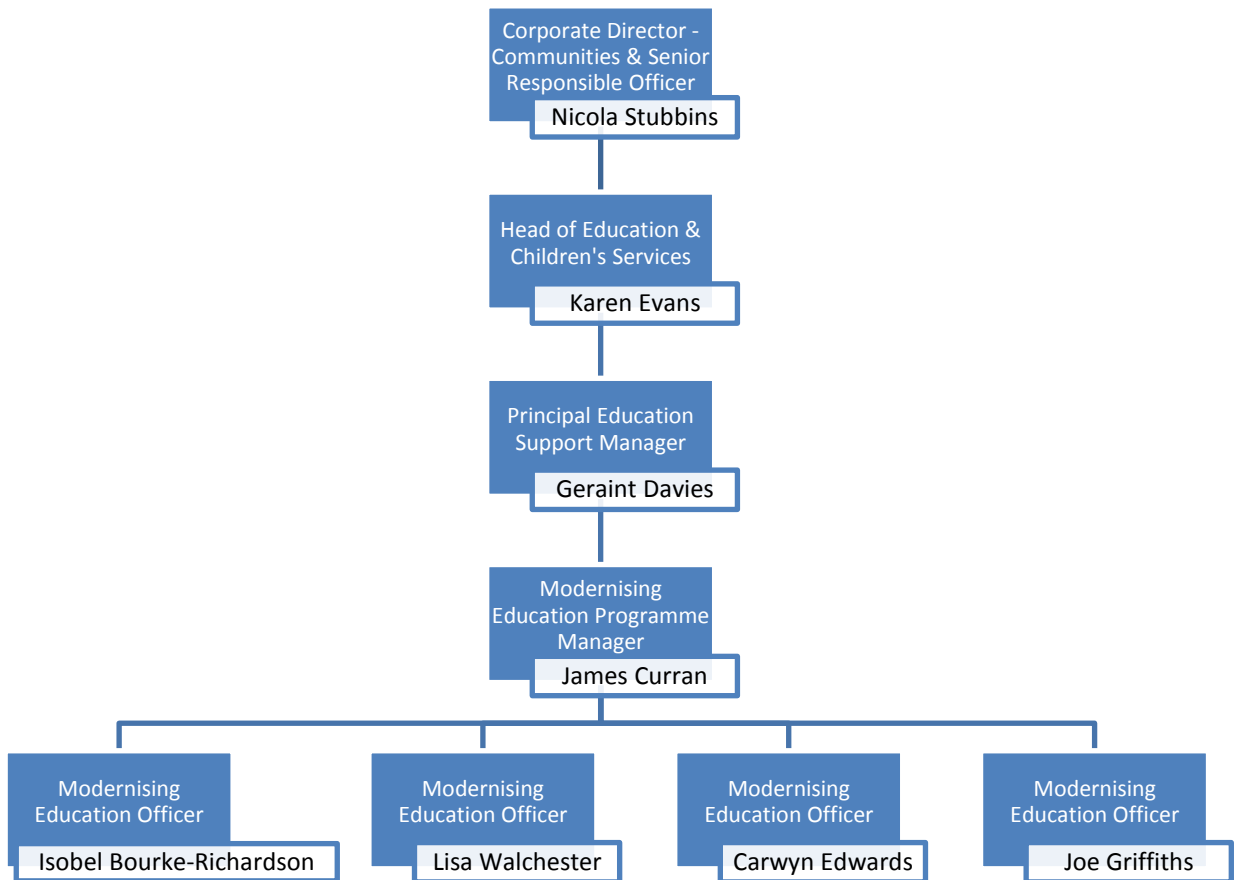 Corporate Director -
Communities & Senior
Responsible Officer
Nicola Stubbins
Head of Education &
Children's Services
Karen Evans
Principal Education
Support Manager
Geraint Davies
Modernising
Education Programme
Manager
James Curran
Modernising
Education Officer
Isobel Bourke-Richardson
Modernising
Education Officer
Lisa Walchester
Modernising
Education Officer
Carwyn Edwards
Modernising
Education Officer
Joe Griffiths